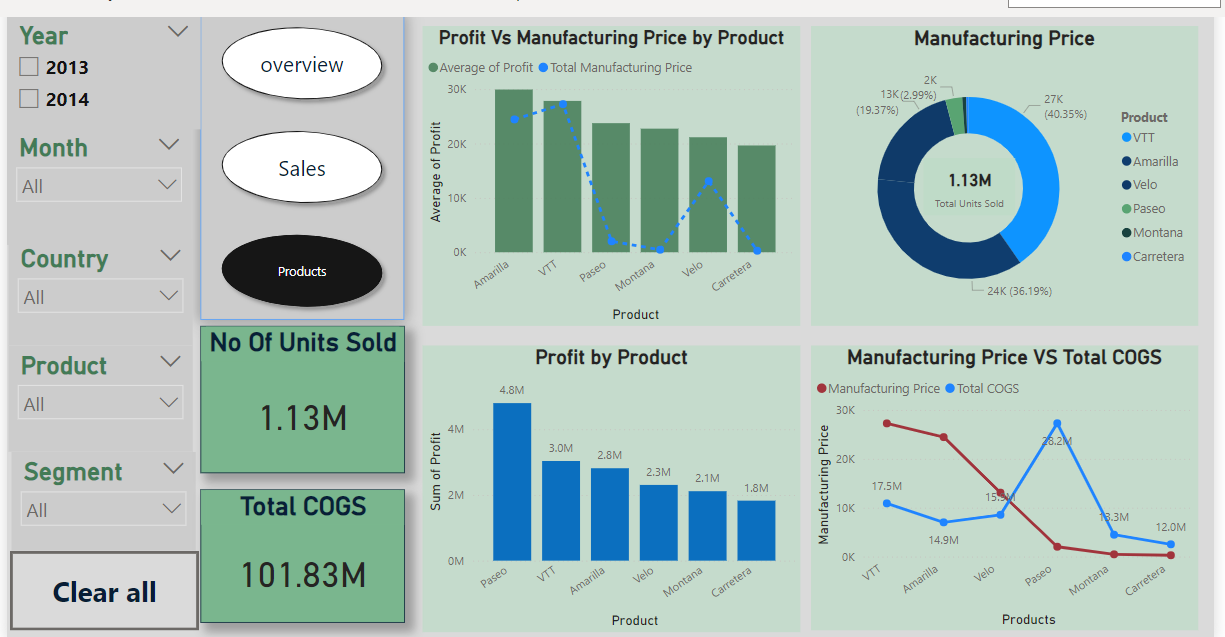 Year
2013
2014
Month
All
Country
All
Product
All
Segment
All
Clear all
overview
Sales
Products
No Of Units Sold
1.13M
Total COGS
101.83M
Profit Vs Manufacturing Price by Product
Average of Profit Total Manufacturing Price
Average of Profit
30K
20K
10K
0K
Amarilla
VTT
Paseo
Montana
Velo
Carretera
Product
Manufacturing Price
2K
(2.99%)
13K
(19.37%)
27K
(40.35%)
24K (36.19%)
1.13M
Total Units Sold
Product
VTT
Amarilla
Velo
Paseo
Montana
Carretera
Profit by Product
Sum of Profit
4M
2M
0M
4.8M
3.0M
2.8M
2.3M
2.1M
1.8M
Paseo
VTT
Amarilla
Velo
Montana
Carretera
Product
Manufacturing Price VS Total COGS
Manufacturing Price Total COGS
Manufacturing Price
30K
20K
10K
0K
17.5M
14.9M
28.2M
13.3M
12.0M
VTT
Amarilla
Velo
Paseo
Montana
Carretera
Products